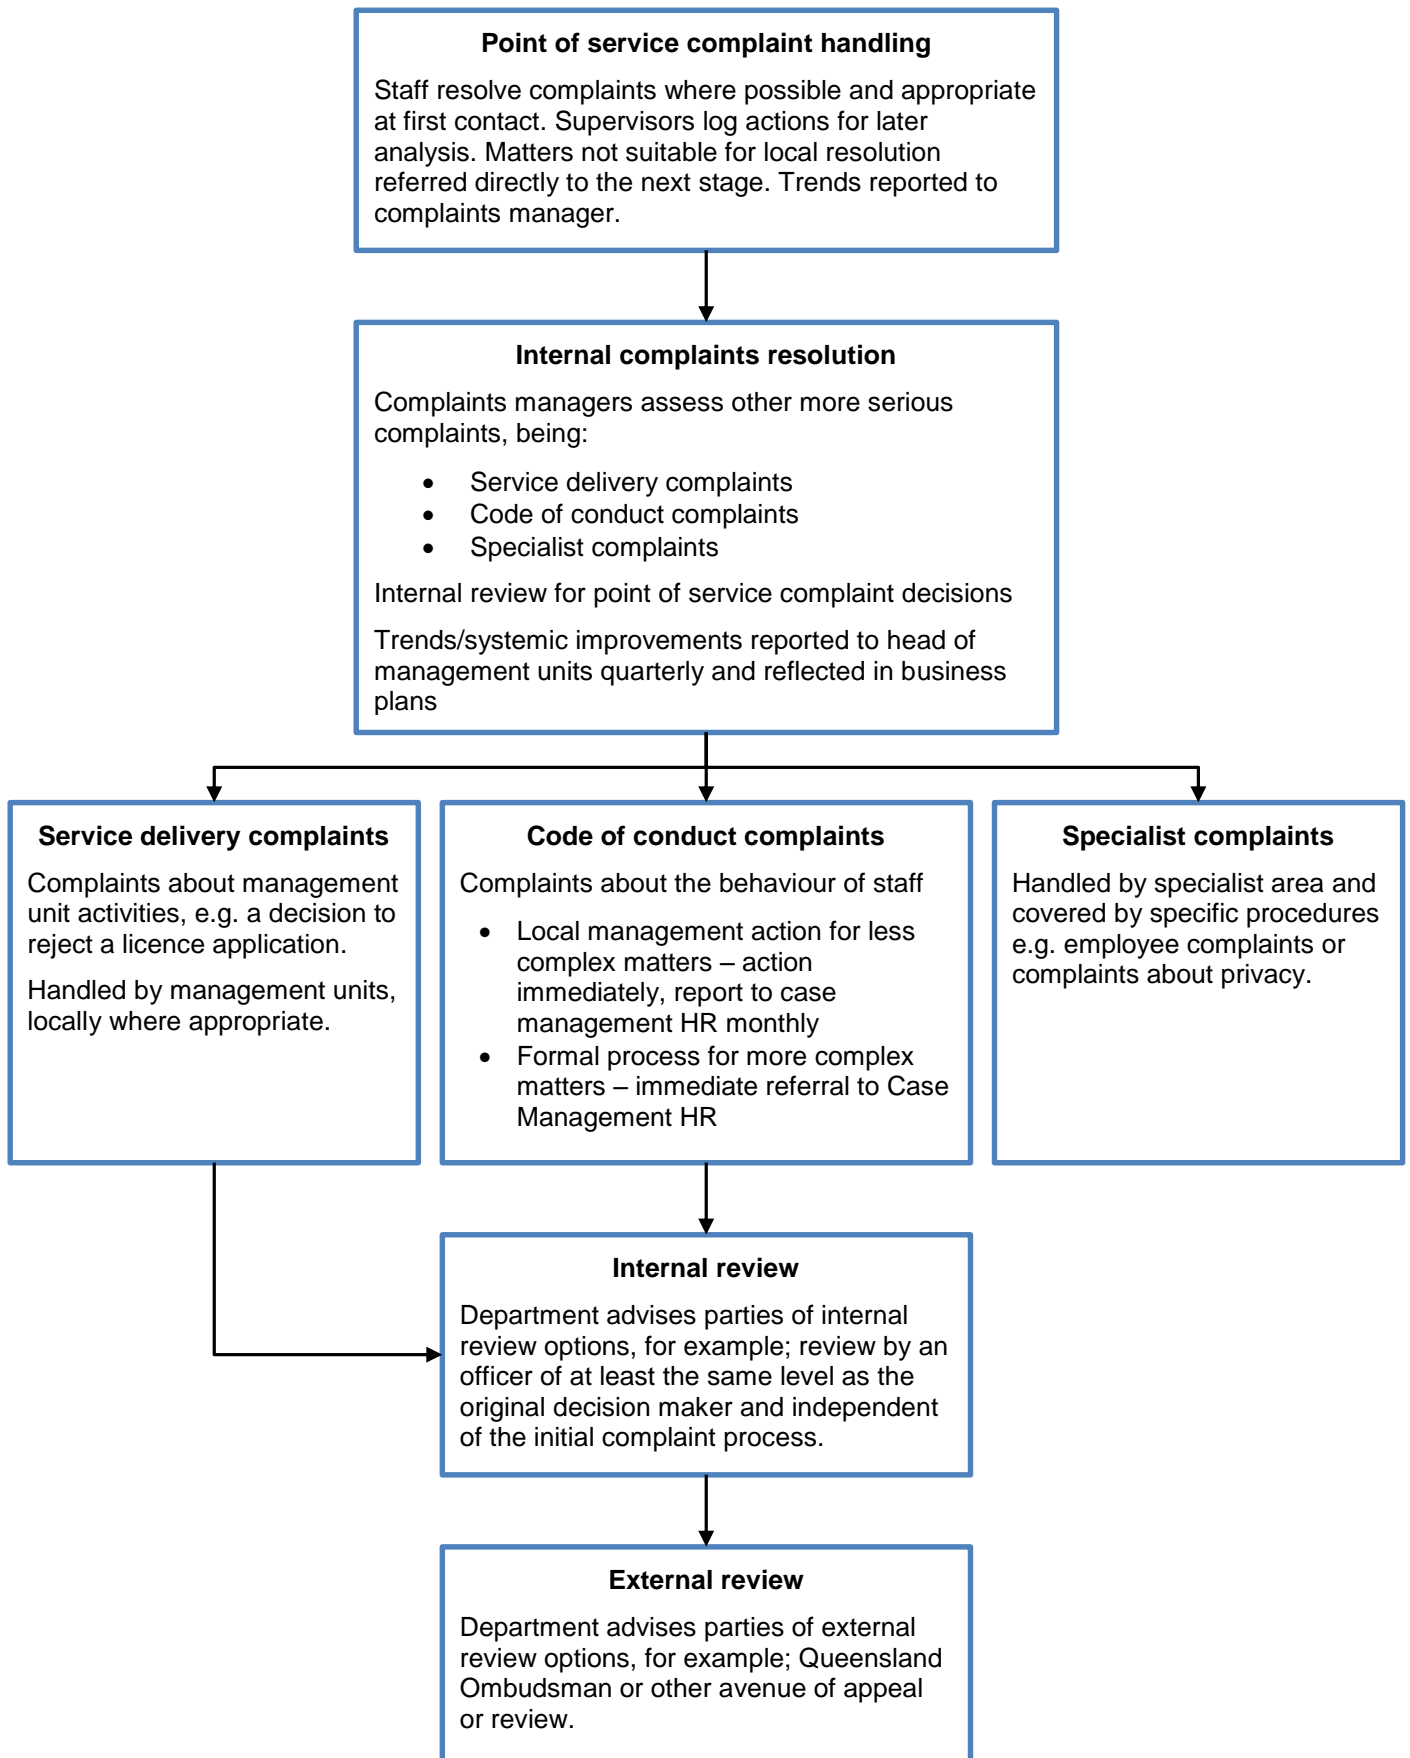 Point of service complaint handling
Staff resolve complaints where possible and appropriate
at first contact. Supervisors log actions for later
analysis. Matters not suitable for local resolution
referred directly to the next stage. Trends reported to
complaints manager.
Internal complaints resolution
Complaints managers assess other more serious
complaints, being:
• Service delivery complaints
• Code of conduct complaints
• Specialist complaints
Internal review for point of service complaint decisions
Trends/systemic improvements reported to head of
management units quarterly and reflected in business
plans
Service delivery complaints
Complaints about management
unit activities, e.g. a decision to
reject a licence application.
Handled by management units,
locally where appropriate.
Code of conduct complaints
Complaints about the behaviour of staff
• Local management action for less
complex matters – action
immediately, report to case
management HR monthly
• Formal process for more complex
matters – immediate referral to Case
Management HR
Specialist complaints
Handled by specialist area and
covered by specific procedures
e.g. employee complaints or
complaints about privacy.
Internal review
Department advises parties of internal
review options, for example; review by an
officer of at least the same level as the
original decision maker and independent
of the initial complaint process.
External review
Department advises parties of external
review options, for example; Queensland
Ombudsman or other avenue of appeal
or review.